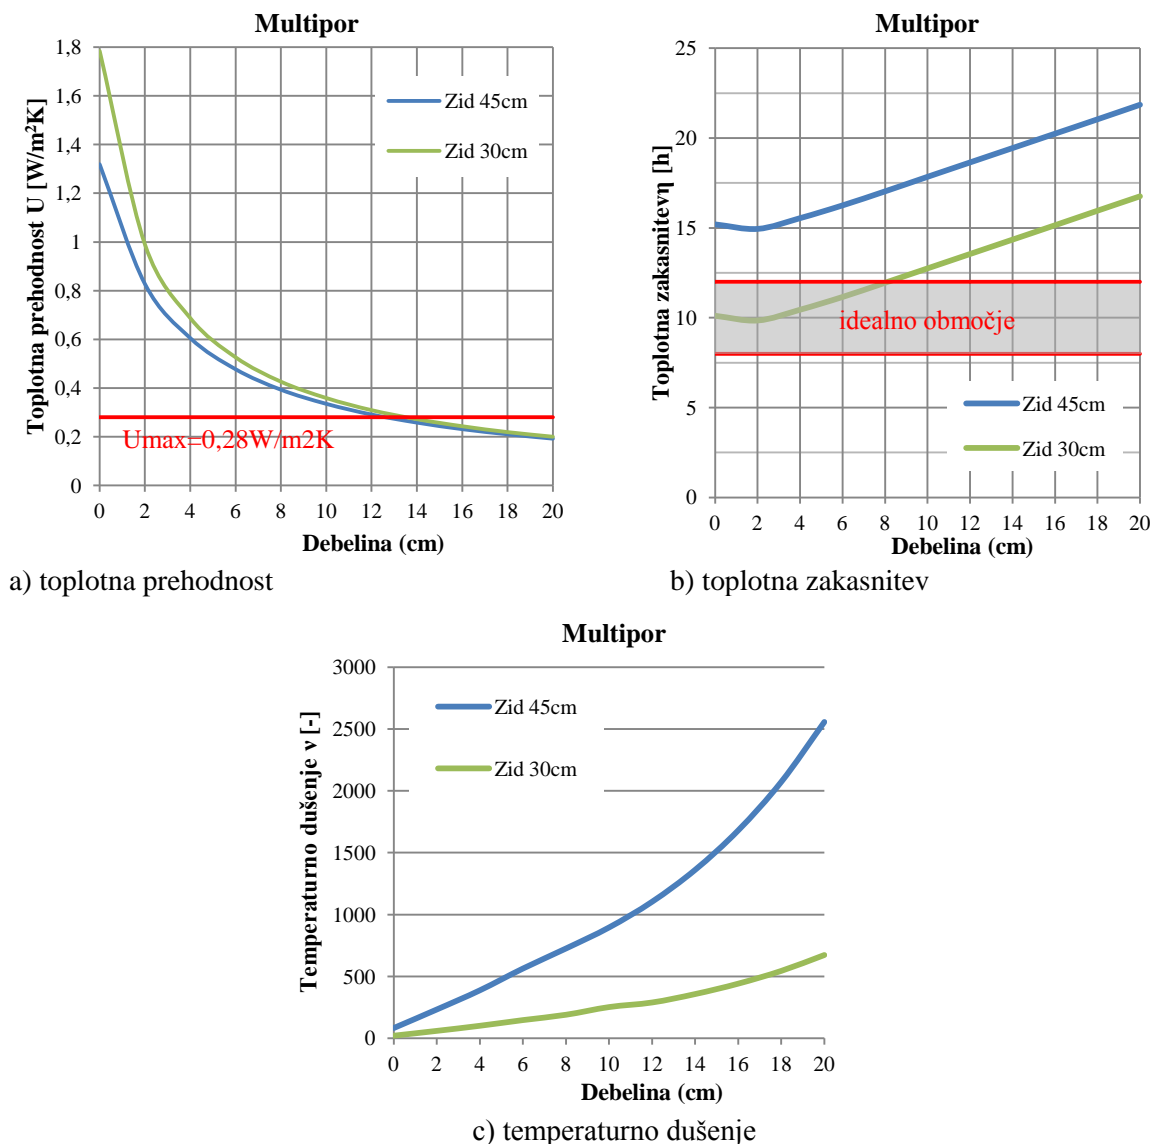 Multipor
Toplotna prehodnost U [W/m²K]
1,8
1,6
1,4
1,2
1
0,8
0,6
0,4
0,2
0
Zid 45cm
Zid 30cm
Umax=0,28W/m2K
0 2 4 6 8 10 12 14 16 18 20
Debelina (cm)
a) toplotna prehodnost
Multipor
Toplotna zakasnitevη [h]
25
20
15
10
5
0
idealno območje
Zid 45cm
Zid 30cm
0 2 4 6 8 10 12 14 16 18 20
Debelina (cm)
b) toplotna zakasnitev
Multipor
Temperaturno dušenje ν [-]
3000
2500
2000
1500
1000
500
0
Zid 45cm
Zid 30cm
0 2 4 6 8 10 12 14 16 18 20
Debelina (cm)
c) temperaturno dušenje